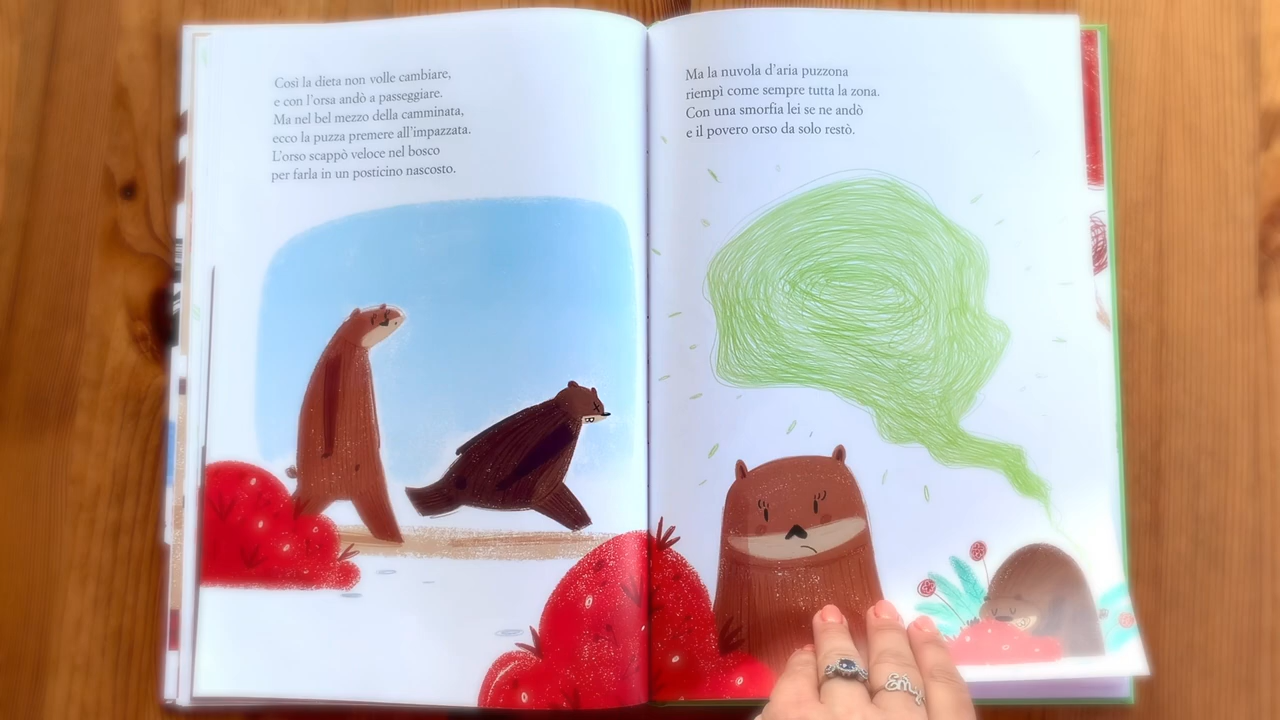 Così la dieta non volle cambiare,
e con l'orsa andò a passeggiare.
Ma nel bel mezzo della camminata,
ecco la puzza premere all'impazzata.
L'orso scappò veloce nel bosco
per farla in un posticino nascosto.
Ma la nuvola d'aria puzzona
riempì come sempre tutta la zona.
Con una smorfia lei se ne andò
e il povero orso da solo restò.